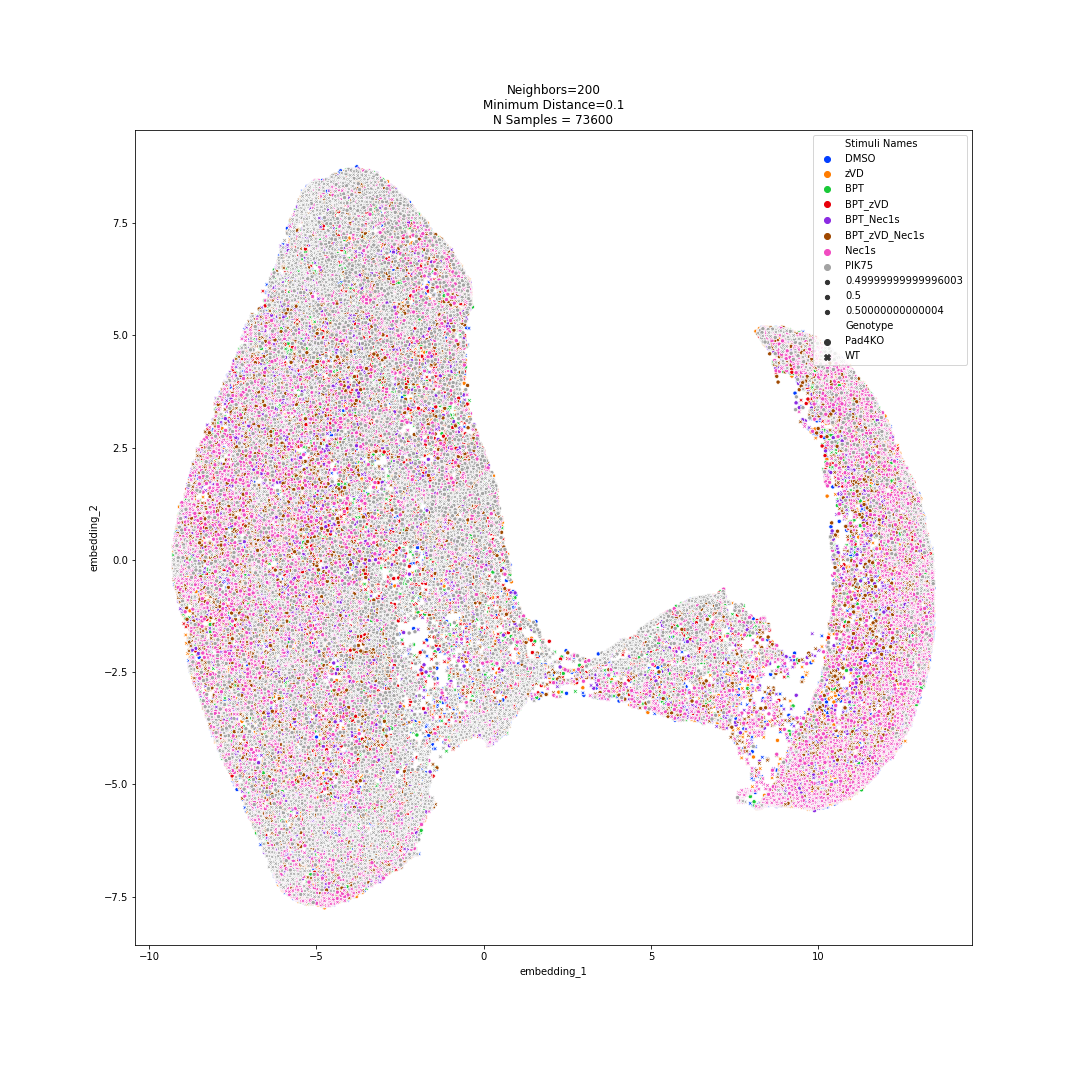 Neighbors=200
Minimum Distance=0.1
N Samples = 73600
Stimuli Names
DMSO
zVD
BPT
BPT_zVD
BPT_Nec1s
BPT_zVD_Nec1s
Nec1s
PIK75
0.49999999999996003
0.5
0.50000000000004
Genotype
Pad4KO
WT
7.5
5.0
2.5
0.0
−2.5
−5.0
−7.5
embedding_2
−10
−5
0
5
10
embedding_1